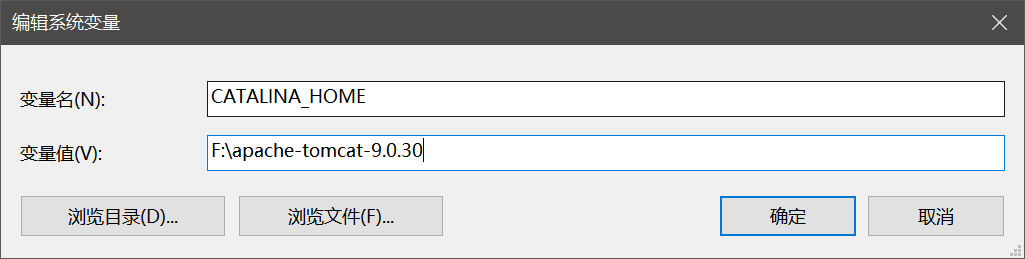 编辑系统变量
变量名(N): CATALINA_HOME
变量值(V): F:\apache-tomcat-9.0.30
浏览目录(D)... 浏览文件(F)... 确定 取消